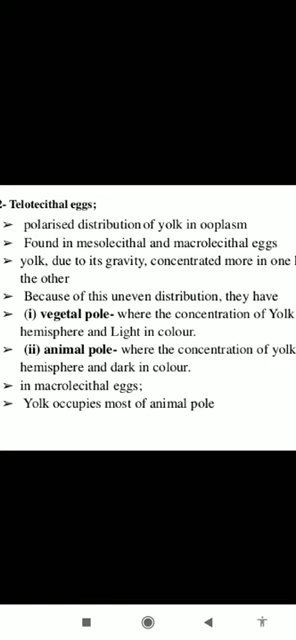 2- Telotecithal eggs;
➢ polarised distribution of yolk in ooplasm
➢ Found in mesolecithal and macrolecithal eggs
➢ yolk, due to its gravity, concentrated more in one
the other
➢ Because of this uneven distribution, they have
➢ (i) vegetal pole- where the concentration of Yolk
hemisphere and Light in colour.
➢ (ii) animal pole- where the concentration of yolk
hemisphere and dark in colour.
➢ in macrolecithal eggs;
➢ Yolk occupies most of animal pole